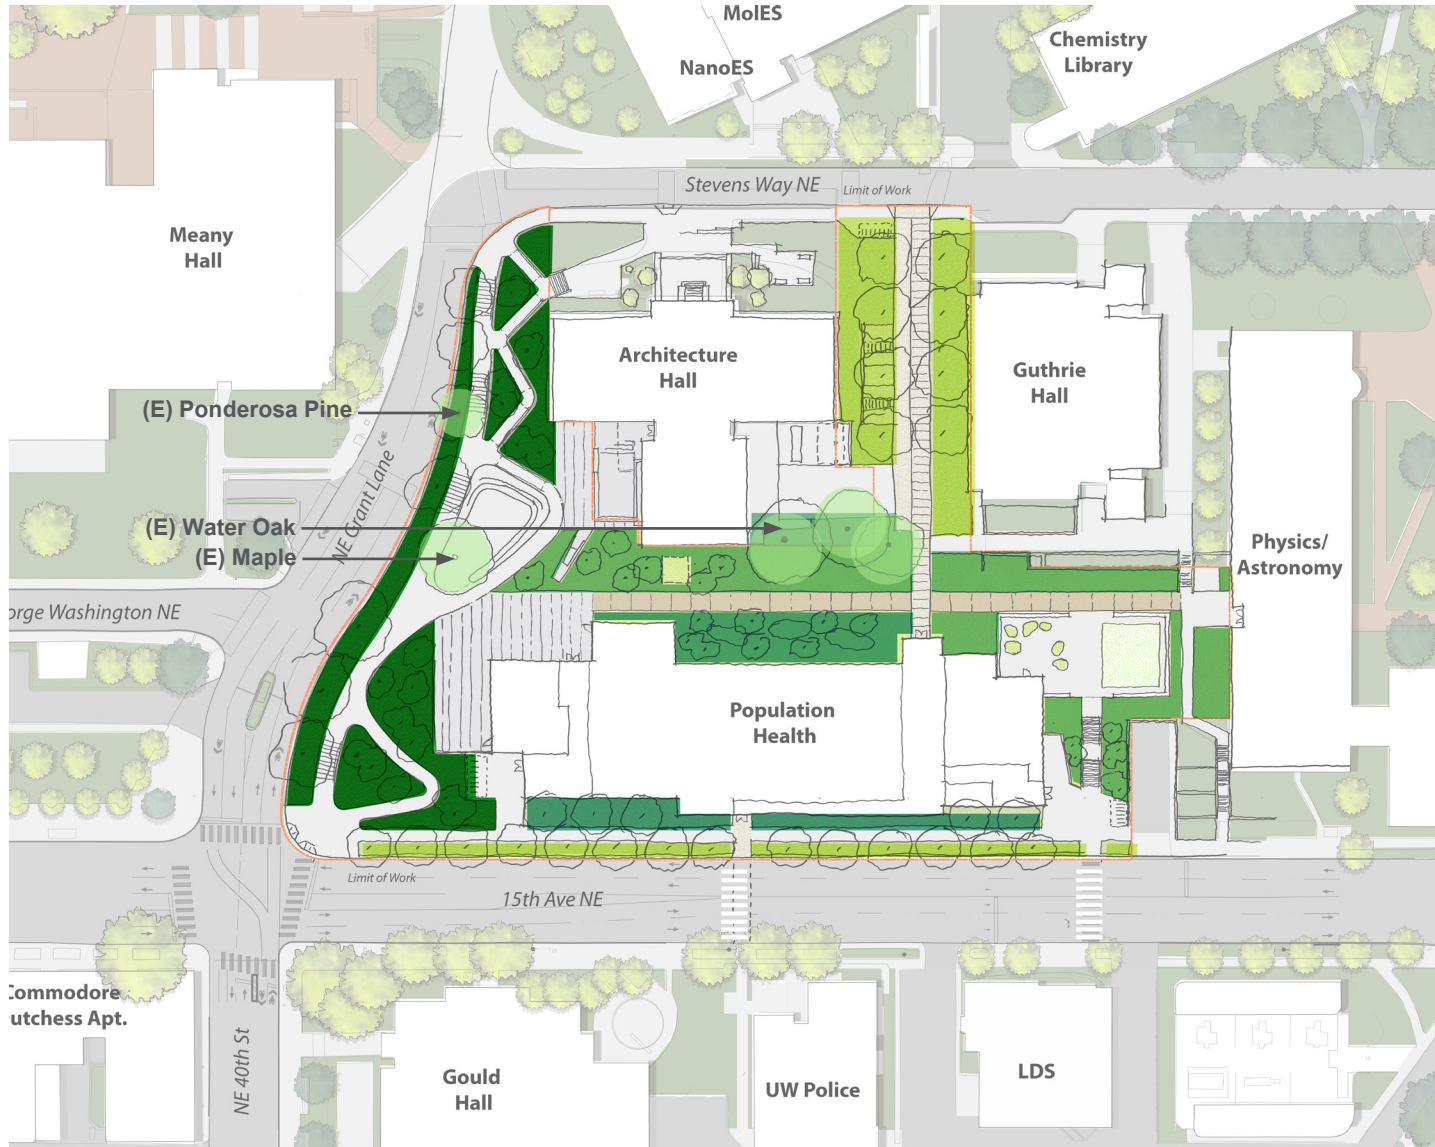 MolES
NanoES
Chemistry
Library
Stevens Way NE
Limit of Work
Meany
Hall
Architecture
Hall
Guthrie
Hall
(E) Ponderosa Pine
NE Grant Lane
(E) Water Oak
(E) Maple
Physics/
Astronomy
orge Washington NE
Population
Health
Limit of Work
15th Ave NE
Commodore
utchess Apt.
NE 40th St
Gould
Hall
UW Police
LDS